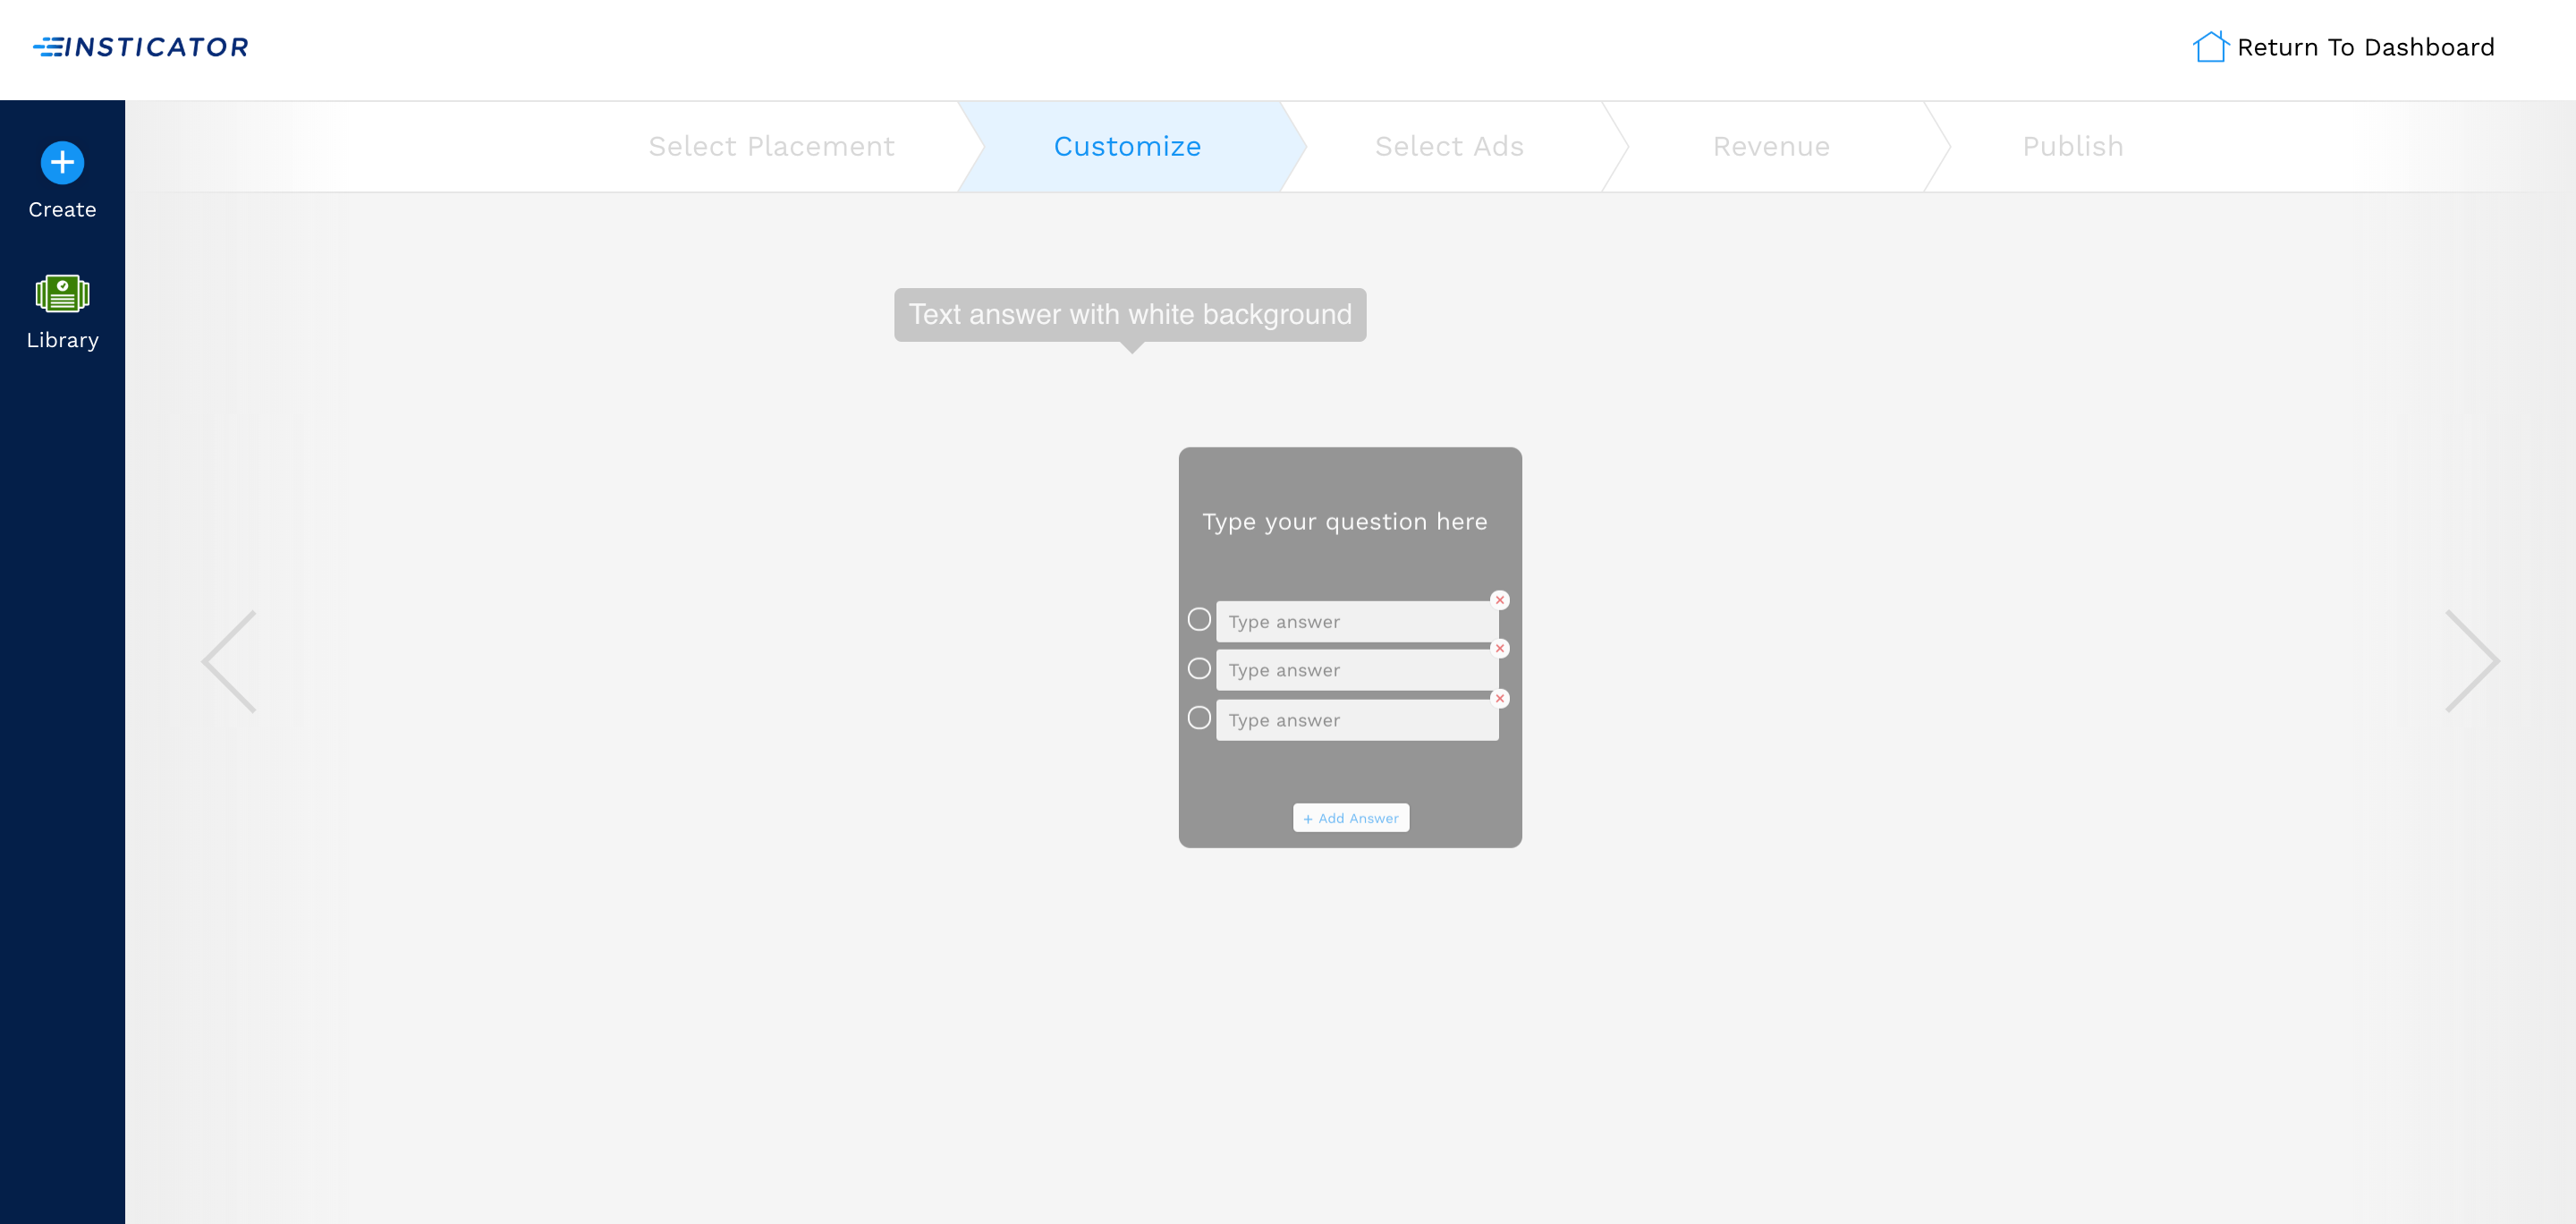 INSTICATOR
Return To Dashboard
Create
Library
Select Placement
Customize
Select Ads
Revenue
Publish
Text answer with white background
Type your question here
Type answer
Type answer
Type answer
+ Add Answer